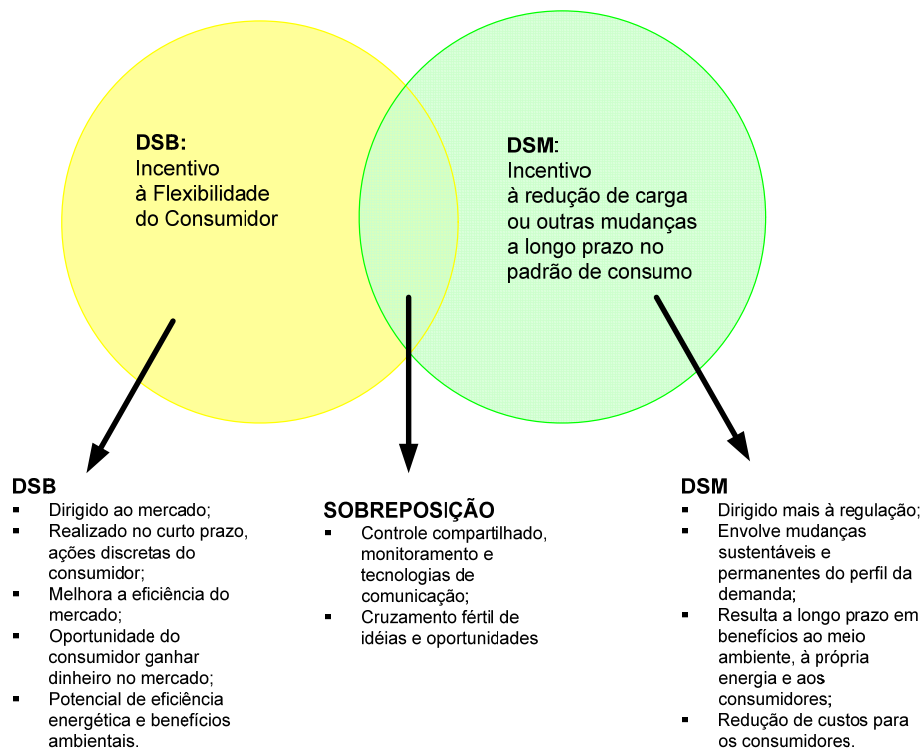 DSB:
Incentivo
à Flexibilidade
do Consumidor
DSM:
Incentivo
à redução de carga
ou outras mudanças
a longo prazo no
padrão de consumo
DSB
▪ Dirigido ao mercado;
▪ Realizado no curto prazo,
ações discretas do
consumidor;
▪ Melhora a eficiência do
mercado;
▪ Oportunidade do
consumidor ganhar
dinheiro no mercado;
▪ Potencial de eficiência
energética e benefícios
ambientais.
SOBREPOSIÇÃO
▪ Controle compartilhado,
monitoramento e
tecnologias de
comunicação;
▪ Cruzamento fértil de
idéias e oportunidades
DSM
▪ Dirigido mais à regulação;
▪ Envolve mudanças
sustentáveis e
permanentes do perfil da
demanda;
▪ Resulta a longo prazo em
benefícios ao meio
ambiente, à própria
energia e aos
consumidores;
▪ Redução de custos para
os consumidores.